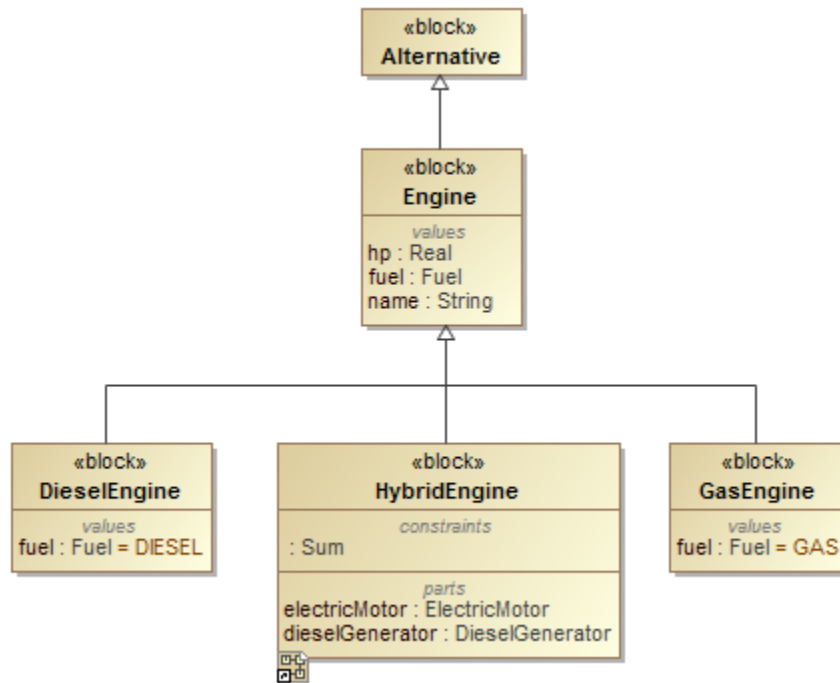 «block»
Alternative
«block»
Engine
values
hp : Real
fuel : Fuel
name : String
«block»
DieselEngine
values
fuel : Fuel = DIESEL
«block»
HybridEngine
constraints
: Sum
parts
electricMotor : ElectricMotor
dieselGenerator : DieselGenerator
«block»
GasEngine
values
fuel : Fuel = GAS